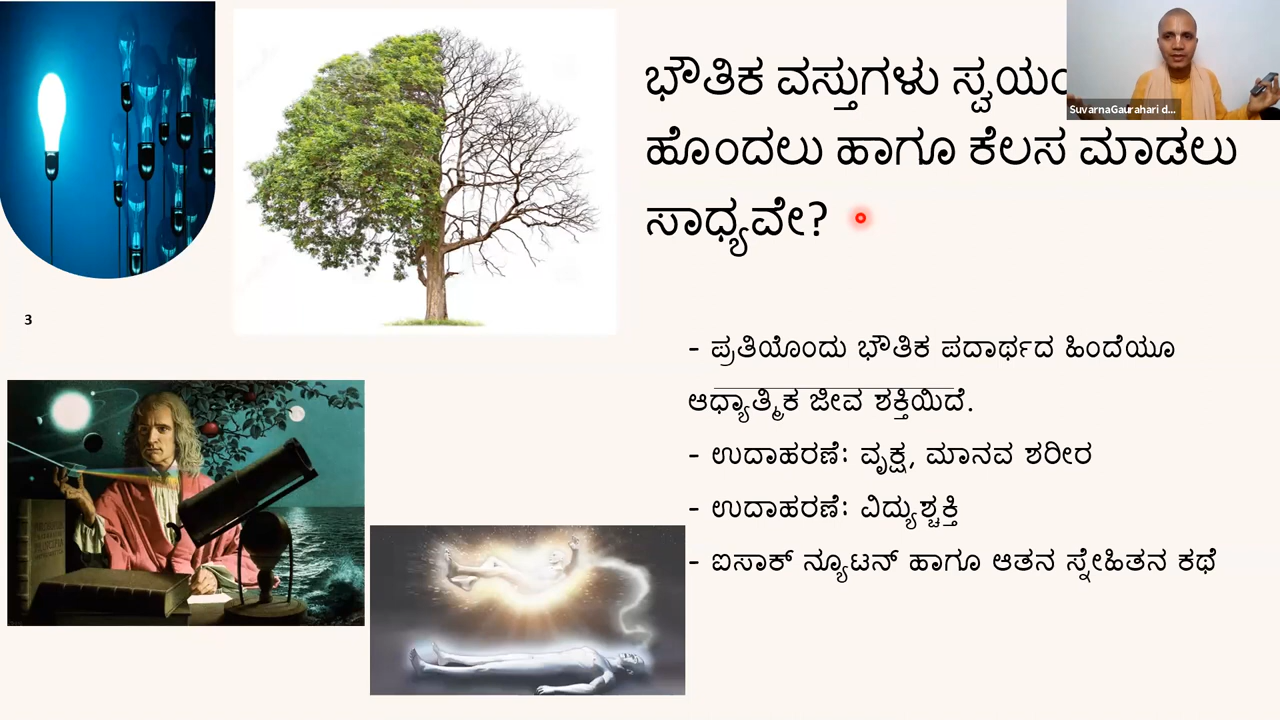 ಭೌತಿಕ ವಸ್ತುಗಳು
SuvarnaGaurahari d...
ಹೊಂದಲು ಹಾಗೂ ಕೆಲಸ ಮಾಡಲು
ಸಾಧ್ಯವೇ?
3
- ಪ್ರತಿಯೊಂದು ಭೌತಿಕ ಪದಾರ್ಥದ ಹಿಂದೆಯೂ
ಆಧ್ಯಾತ್ಮಿಕ ಜೀವ ಶಕ್ತಿಯಿದೆ.
- ಉದಾಹರಣೆ: ವೃಕ್ಷ, ಮಾನವ ಶರೀರ
- ಉದಾಹರಣೆ: ವಿದ್ಯುಶ್ಚಕ್ತಿ
- ಐಸಾಕ್ ನ್ಯೂಟನ್ ಹಾಗೂ ಆತನ ಸ್ನೇಹಿತನ ಕಥೆ